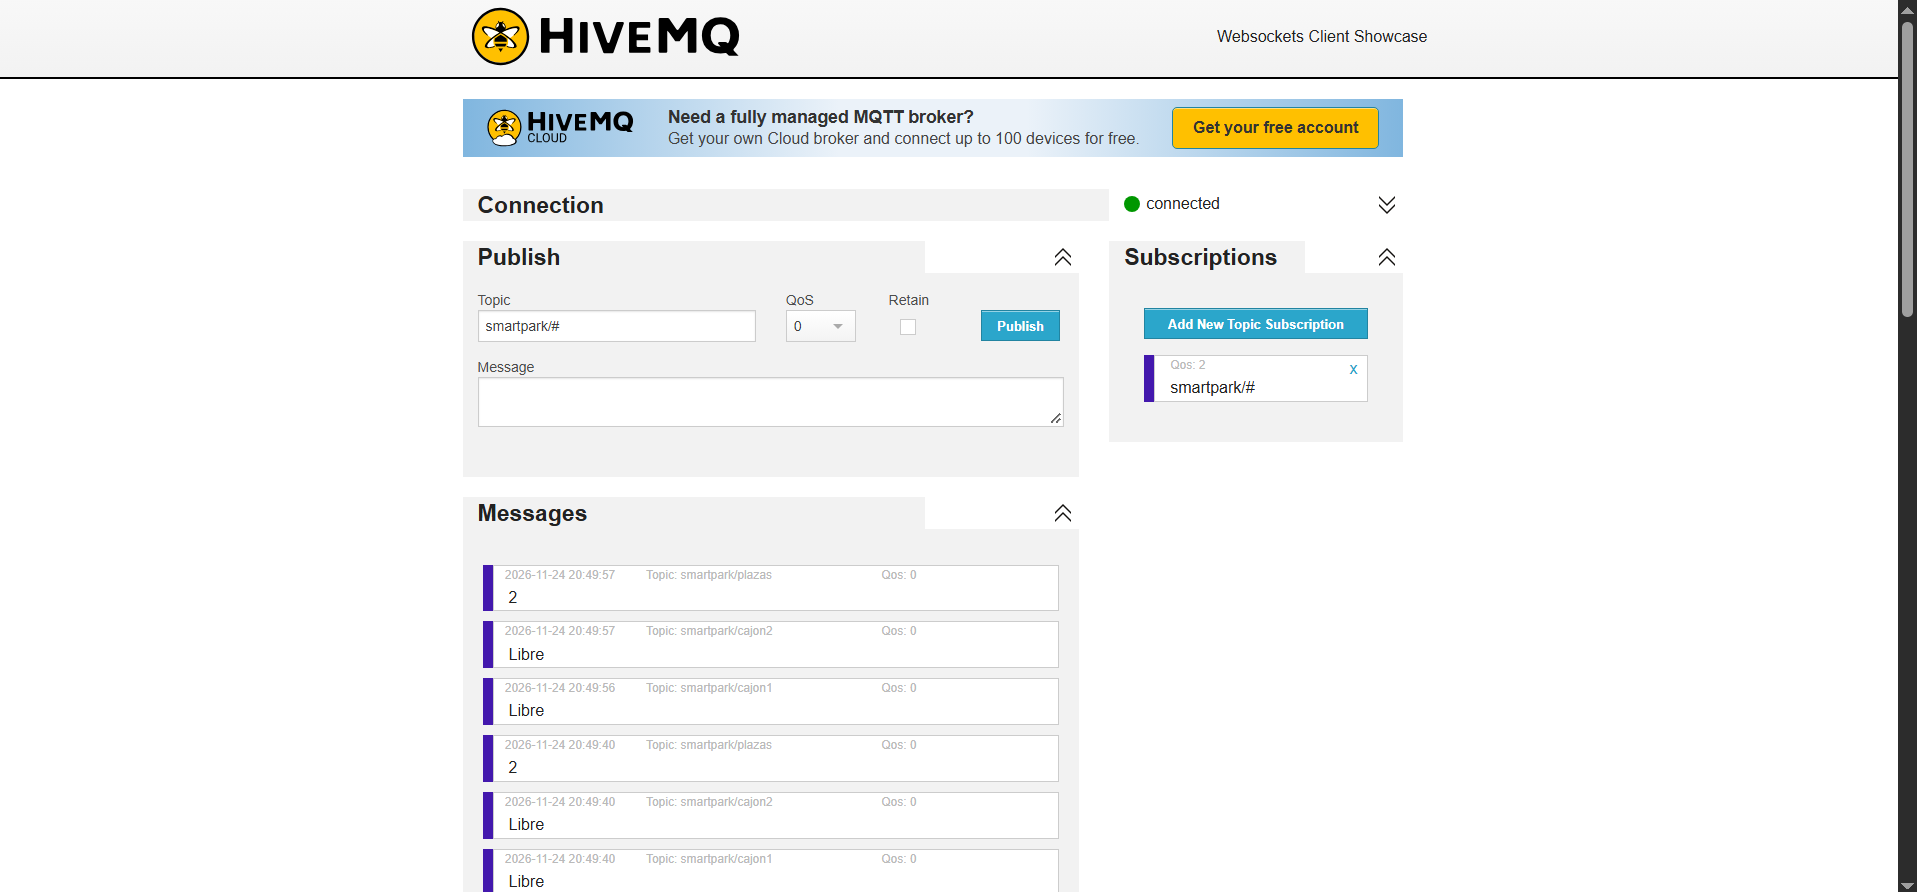 HIVEMQ
Websockets Client Showcase
HIVEMQ
CLOUD
Need a fully managed MQTT broker?
Get your own Cloud broker and connect up to 100 devices for free.
Get your free account
Connection
connected
Publish
Topic
QoS
Retain
smartpark/#
0
Publish
Message
Subscriptions
Add New Topic Subscription
Qos: 2
x
smartpark/#
Messages
2026-11-24 20:49:57 Topic: smartpark/plazas Qos: 0
2
2026-11-24 20:49:57 Topic: smartpark/cajon2 Qos: 0
Libre
2026-11-24 20:49:56 Topic: smartpark/cajon1 Qos: 0
Libre
2026-11-24 20:49:40 Topic: smartpark/plazas Qos: 0
2
2026-11-24 20:49:40 Topic: smartpark/cajon2 Qos: 0
Libre
2026-11-24 20:49:40 Topic: smartpark/cajon1 Qos: 0
Libre